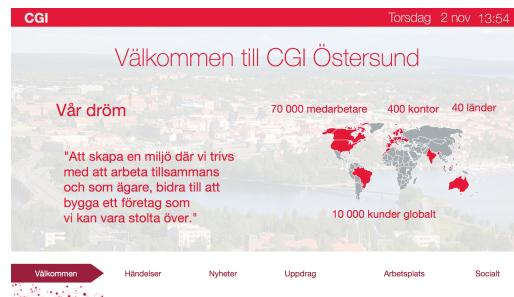 CGI
Torsdag 2 nov 13:54
Välkommen till CGI Östersund
Vår dröm
70 000 medarbetare
400 kontor
40 länder
"Att skapa en miljö där vi trivs
med att arbeta tillsammans
och som ägare, bidra till att
bygga ett företag som
vi kan vara stolta över."
10 000 kunder globalt
Välkommen
Händelser
Nyheter
Uppdrag
Arbetsplats
Socialt